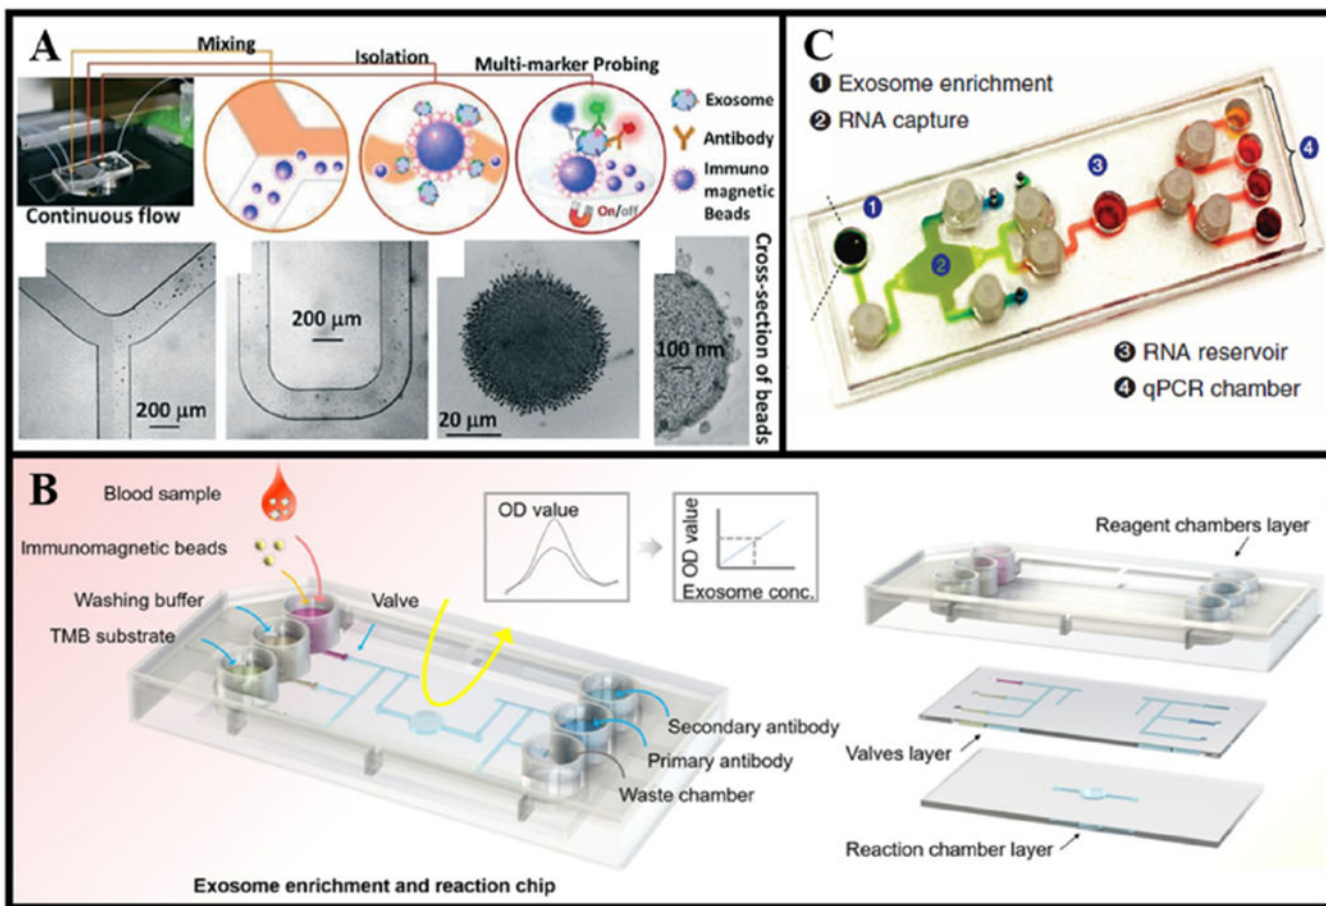 A
Mixing
Isolation
Multi-marker Probing
Exosome
Antibody
Immuno
magnetic
Beads
On/off
Continuous flow
200 μm
200 μm
20 μm
100 nm
Cross-section of beads
C
1 Exosome enrichment
2 RNA capture
1
2
3
4
3 RNA reservoir
4 qPCR chamber
B
Blood sample
Immunomagnetic beads
Washing buffer
TMB substrate
Valve
OD value
OD value
Exosome conc.
Secondary antibody
Primary antibody
Waste chamber
Exosome enrichment and reaction chip
Reagent chambers layer
Valves layer
Reaction chamber layer